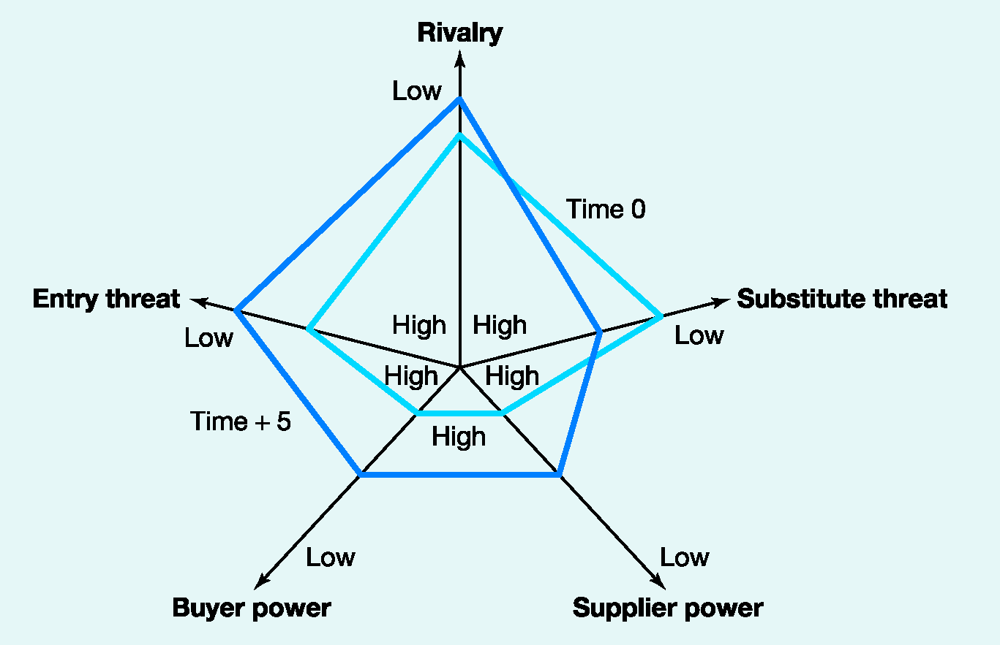 Rivalry
Low
Time 0
Entry threat
Substitute threat
High
High
Low
Low
High
High
Time + 5
High
Low
Low
Buyer power
Supplier power